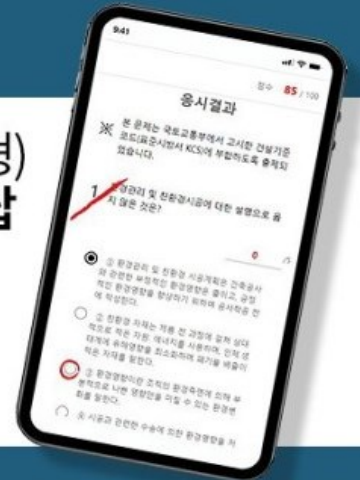 9:41
점수 85 / 100
응시결과
※ 본 문제는 국토교통부에서 고시한 건설기준
코드(표준시방서 KCS)에 부합하도록 출제되
었습니다.
1 환경관리 및 친환경시공에 대한 설명으로 옳
지 않은 것은?
0
① 환경관리 및 친환경 시공계획은 건축공사
와 관련한 부정적인 환경영향은 줄이고, 긍정
적인 환경영향을 향상하기 위하여 공사착공 전
에 작성한다.
② 친환경 자재는 제품 전 과정에 걸쳐 상대
적으로 적은 자원, 에너지를 사용하며, 인체 생
태계에 유해영향을 최소화하며 폐기물 배출이
적은 자재를 말한다.
③ 환경영향이란 조직의 환경측면에 의해 부
분적으로 나쁜 영향만을 미칠 수 있는 환경변
화를 말한다.
④ 시공과 관련한 수송에 의한 환경영향을 저
형)
답